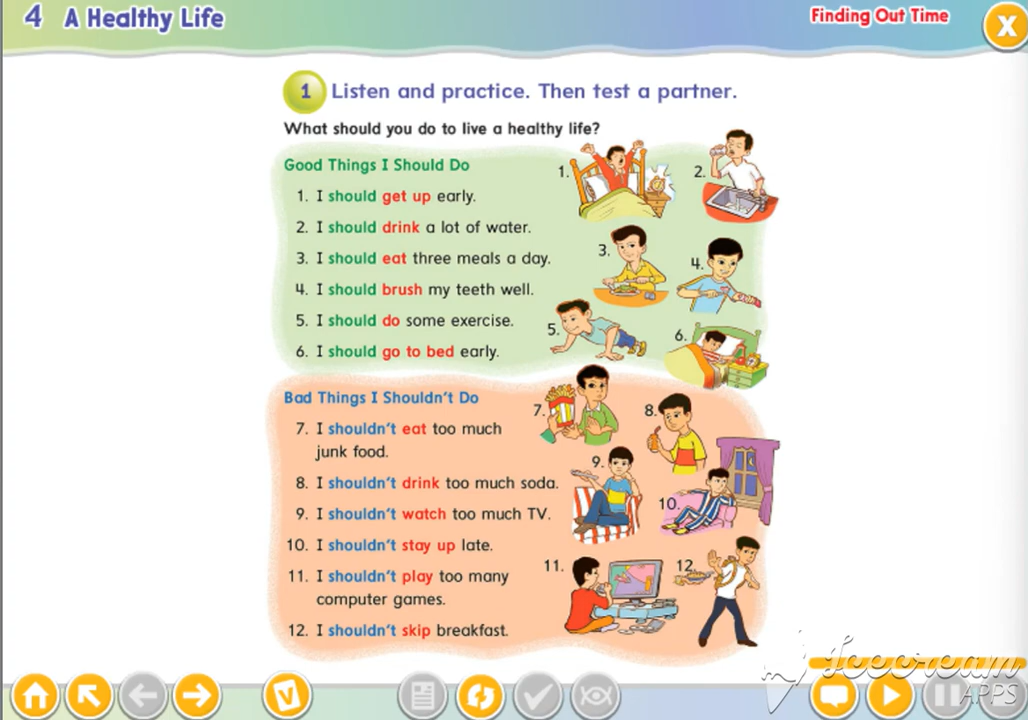 4 A Healthy Life
Finding Out Time
X
1 Listen and practice. Then test a partner.
What should you do to live a healthy life?
Good Things I Should Do
1. I should get up early.
2. I should drink a lot of water.
3. I should eat three meals a day.
4. I should brush my teeth well.
5. I should do some exercise.
6. I should go to bed early.
1.
2.
3.
4.
5.
6.
Bad Things I Shouldn't Do
7. I shouldn't eat too much
junk food.
8. I shouldn't drink too much soda.
9. I shouldn't watch too much TV.
10. I shouldn't stay up late.
11. I shouldn't play too many
computer games.
12. I shouldn't skip breakfast.
7.
8.
9.
10.
11.
12.
V
Icecream
APPS